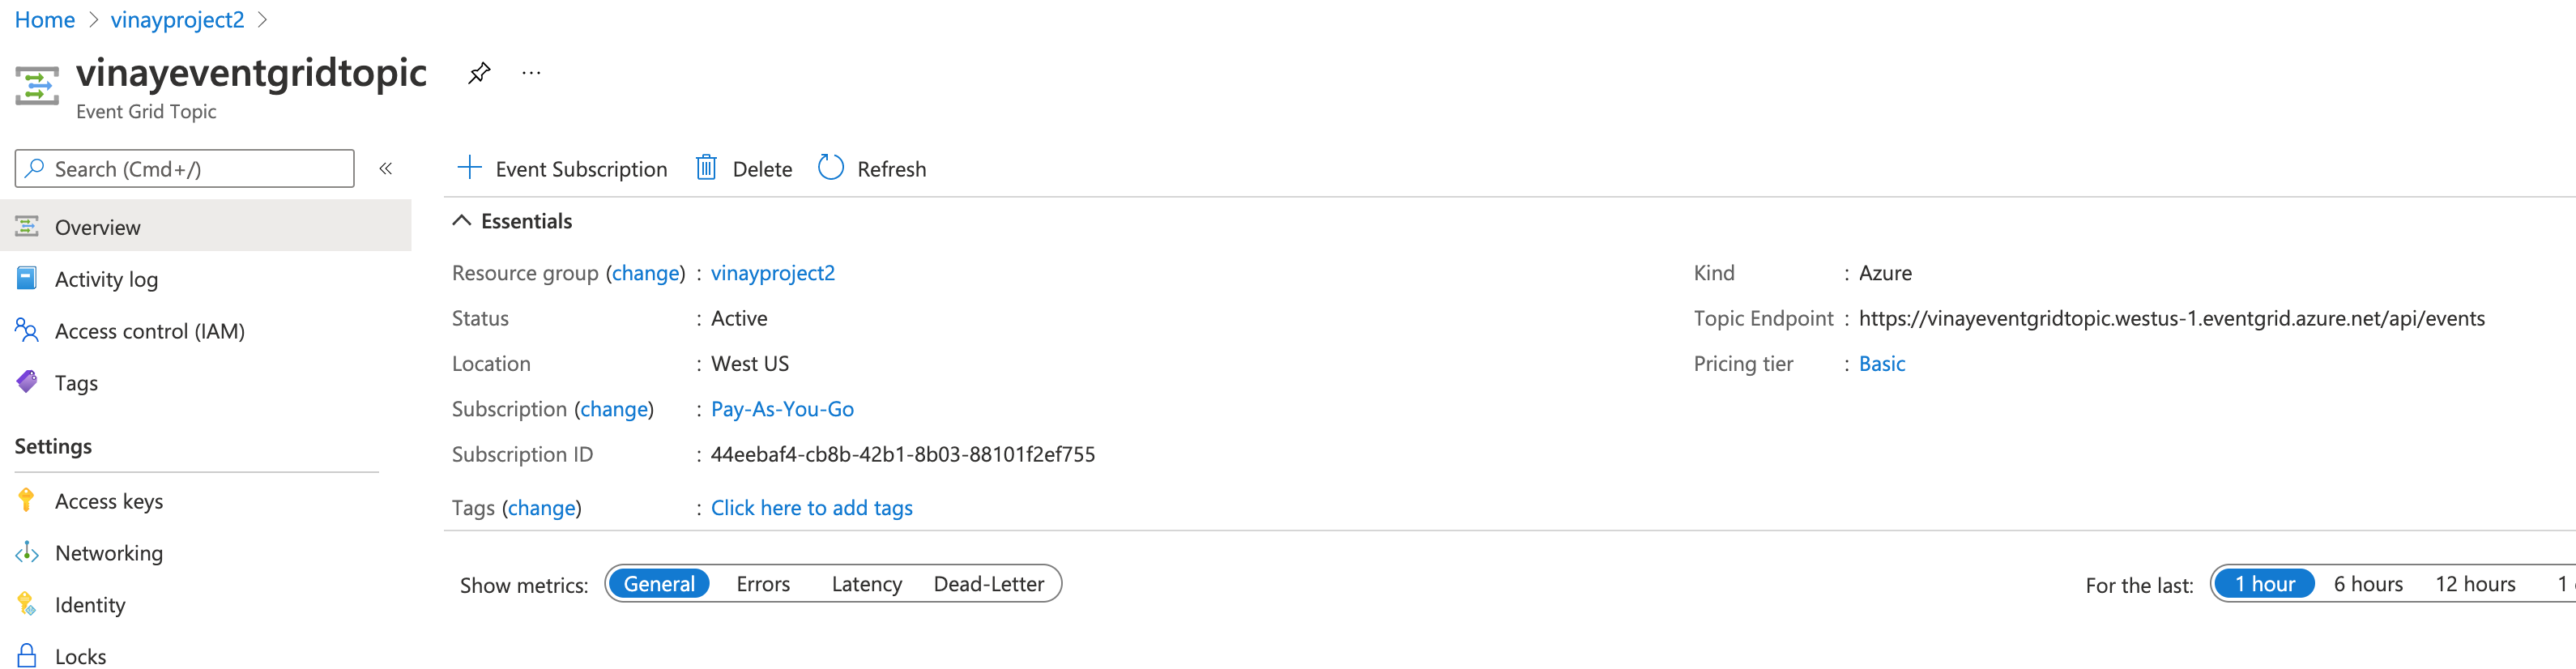 Home > vinayproject2 >
vinayeventgridtopic ...
Event Grid Topic
Search (Cmd+/) «
+ Event Subscription Delete Refresh
Overview
Activity log
Access control (IAM)
Tags
Settings
Access keys
Networking
Identity
Locks
Essentials
Resource group (change) : vinayproject2
Status : Active
Location : West US
Subscription (change) : Pay-As-You-Go
Subscription ID : 44eebaf4-cb8b-42b1-8b03-88101f2ef755
Tags (change) : Click here to add tags
Kind : Azure
Topic Endpoint : https://vinayeventgridtopic.westus-1.eventgrid.azure.net/api/events
Pricing tier : Basic
Show metrics: General Errors Latency Dead-Letter
For the last: 1 hour 6 hours 12 hours 1